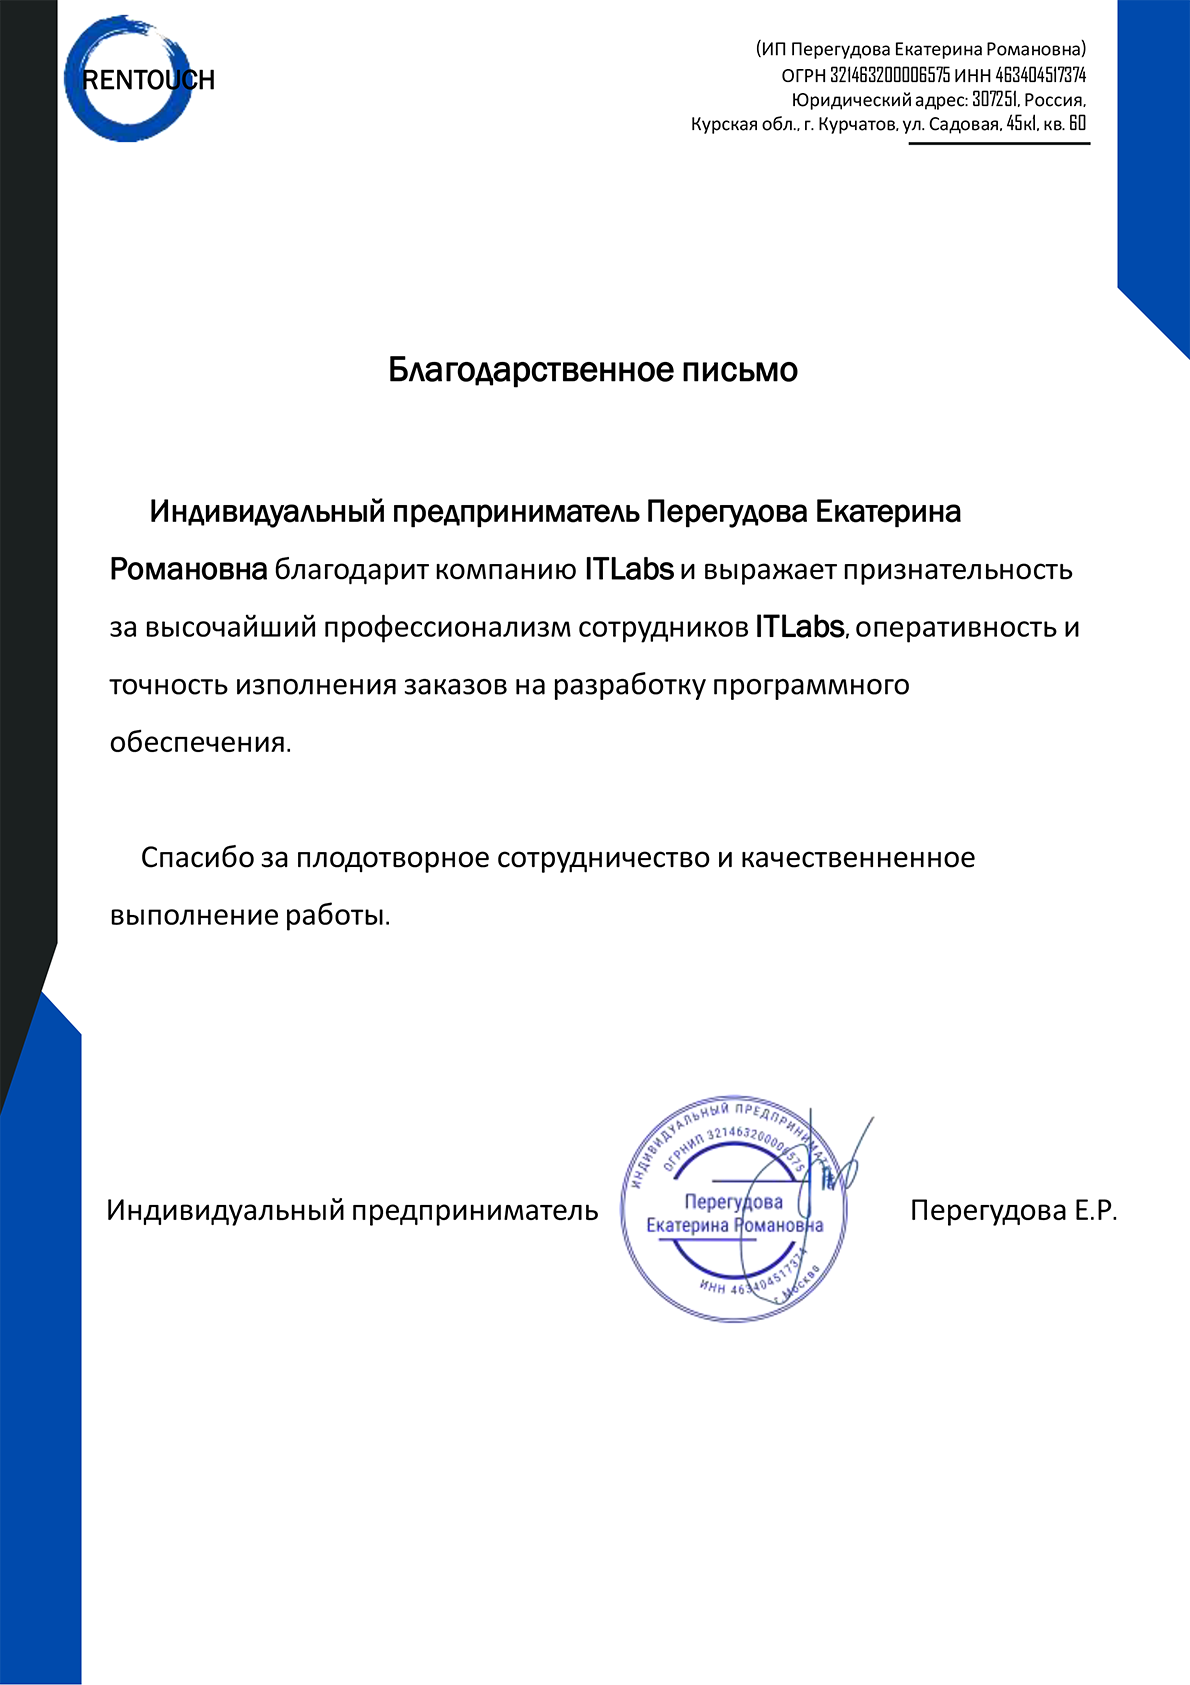 RENTOUCH
(ИП Перегудова Екатерина Романовна)
ОГРН 321463200006575 ИНН 463404517374
Юридический адрес: 307251, Россия,
Курская обл., г. Курчатов, ул. Садовая, 45к1, кв. 60
Благодарственное письмо
Индивидуальный предприниматель Перегудова Екатерина
Романовна благодарит компанию ITLabs и выражает признательность
за высочайший профессионализм сотрудников ITLabs, оперативность и
точность изполнения заказов на разработку программного
обеспечения.
Спасибо за плодотворное сотрудничество и качественненное
выполнение работы.
Индивидуальный предприниматель
ИНДИВИДУАЛЬНЫЙ ПРЕДПРИНИМАТЕЛЬ
ОГРНИП 321463200006575
Перегудова
Екатерина Романовна
ИНН 463404517374
г. Москва
Перегудова Е.Р.